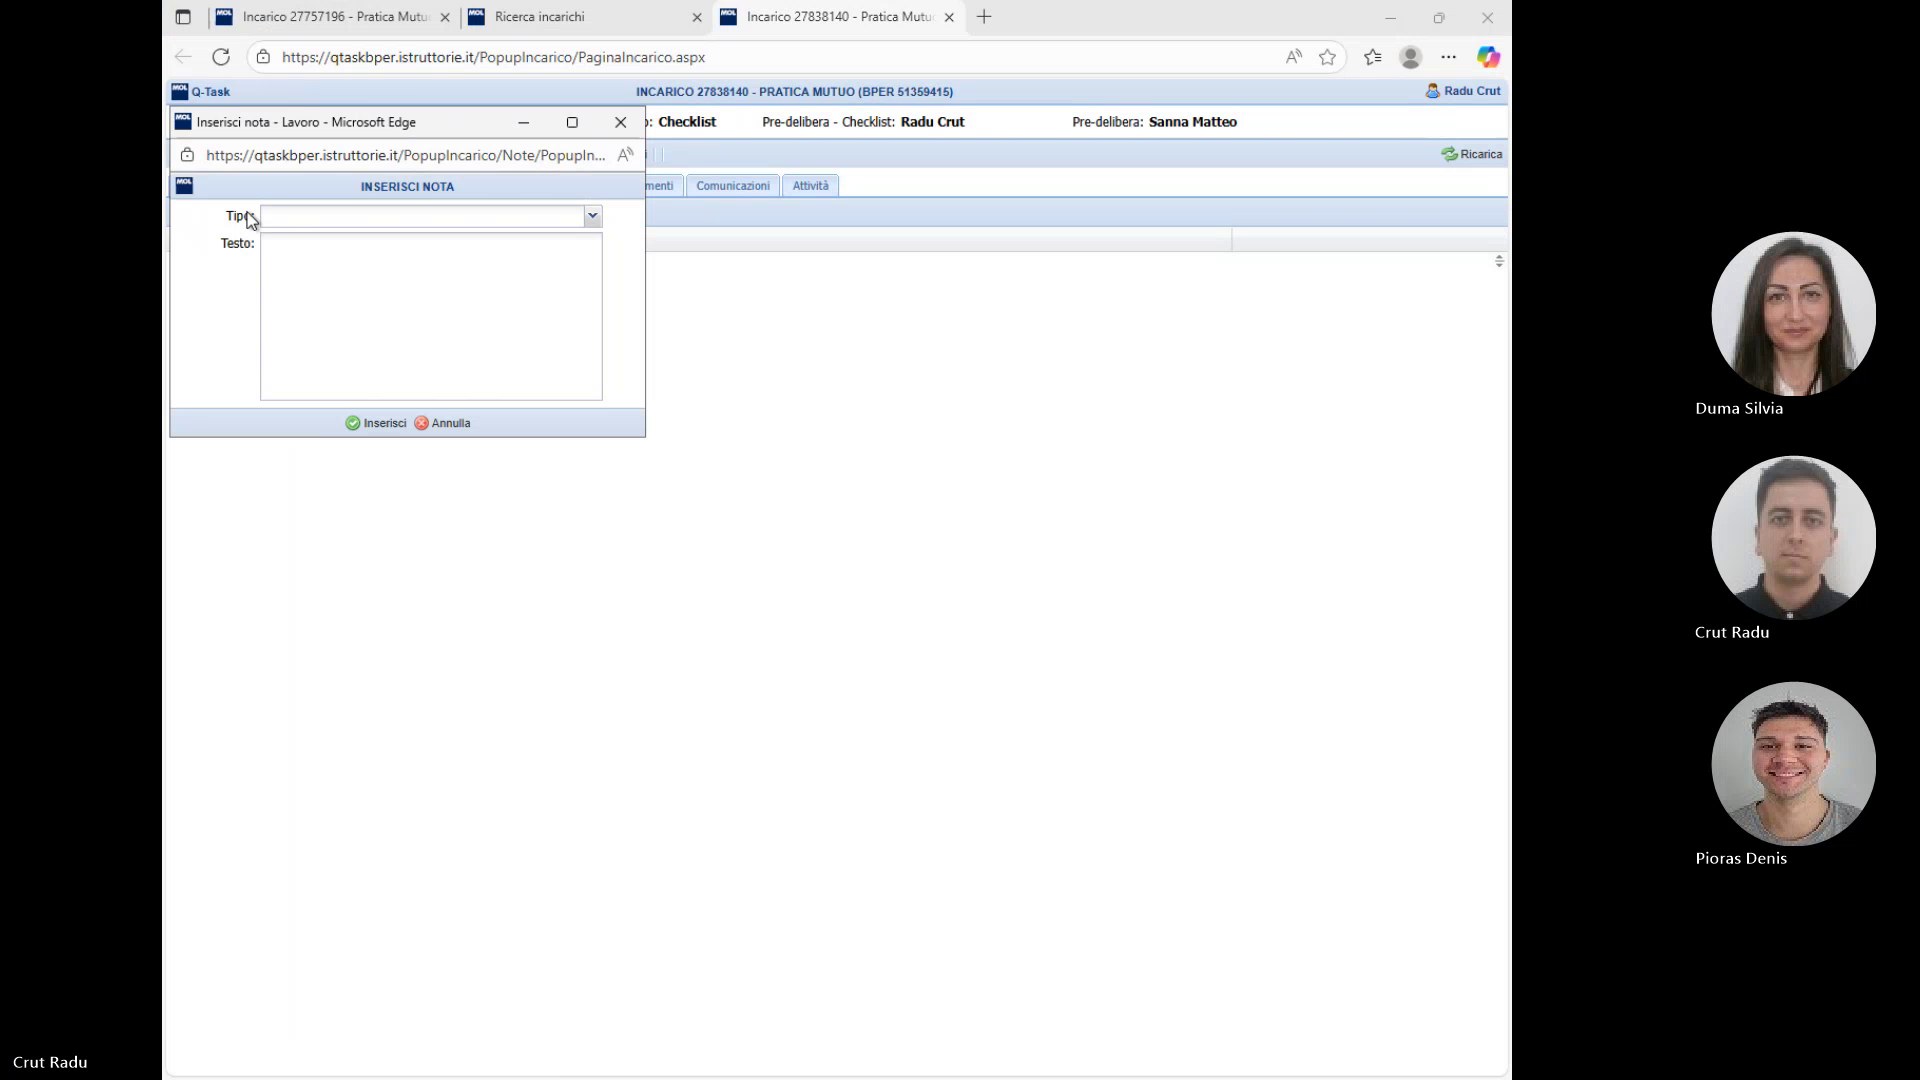 Incarico 27757196 - Pratica Mutu
Ricerca incarichi
Incarico 27838140 - Pratica Mutu
https://qtaskbper.istruttorie.it/PopupIncarico/PaginaIncarico.aspx
MOL Q-Task
INCARICO 27838140 - PRATICA MUTUO (BPER 51359415)
Radu Crut
Inserisci nota - Lavoro - Microsoft Edge
Checklist
Pre-delibera - Checklist: Radu Crut
Pre-delibera: Sanna Matteo
https://qtaskbper.istruttorie.it/PopupIncarico/Note/PopupIn...
Ricarica
MOL
INSERISCI NOTA
menti
Comunicazioni
Attività
Tipo:
Testo:
Inserisci
Annulla
Duma Silvia
Crut Radu
Pioras Denis
Crut Radu